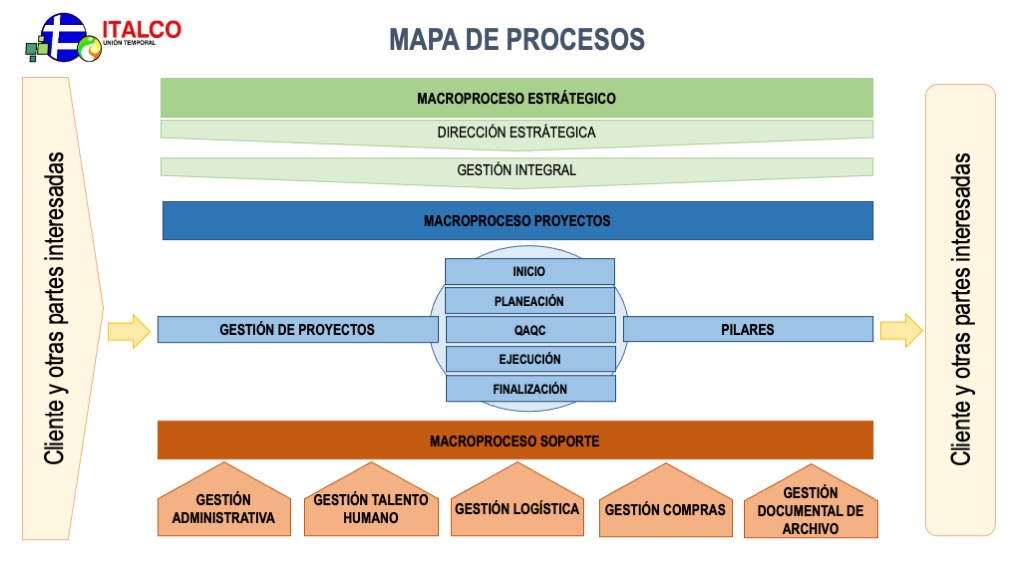 ITALCO
UNIÓN TEMPORAL
MAPA DE PROCESOS
Cliente y otras partes interesadas
MACROPROCESO ESTRÁTEGICO
DIRECCIÓN ESTRÁTEGICA
GESTIÓN INTEGRAL
MACROPROCESO PROYECTOS
INICIO
PLANEACIÓN
GESTIÓN DE PROYECTOS
QAQC
PILARES
EJECUCIÓN
FINALIZACIÓN
MACROPROCESO SOPORTE
GESTIÓN
ADMINISTRATIVA
GESTIÓN TALENTO
HUMANO
GESTIÓN LOGÍSTICA
GESTIÓN COMPRAS
GESTIÓN
DOCUMENTAL DE
ARCHIVO
Cliente y otras partes interesadas